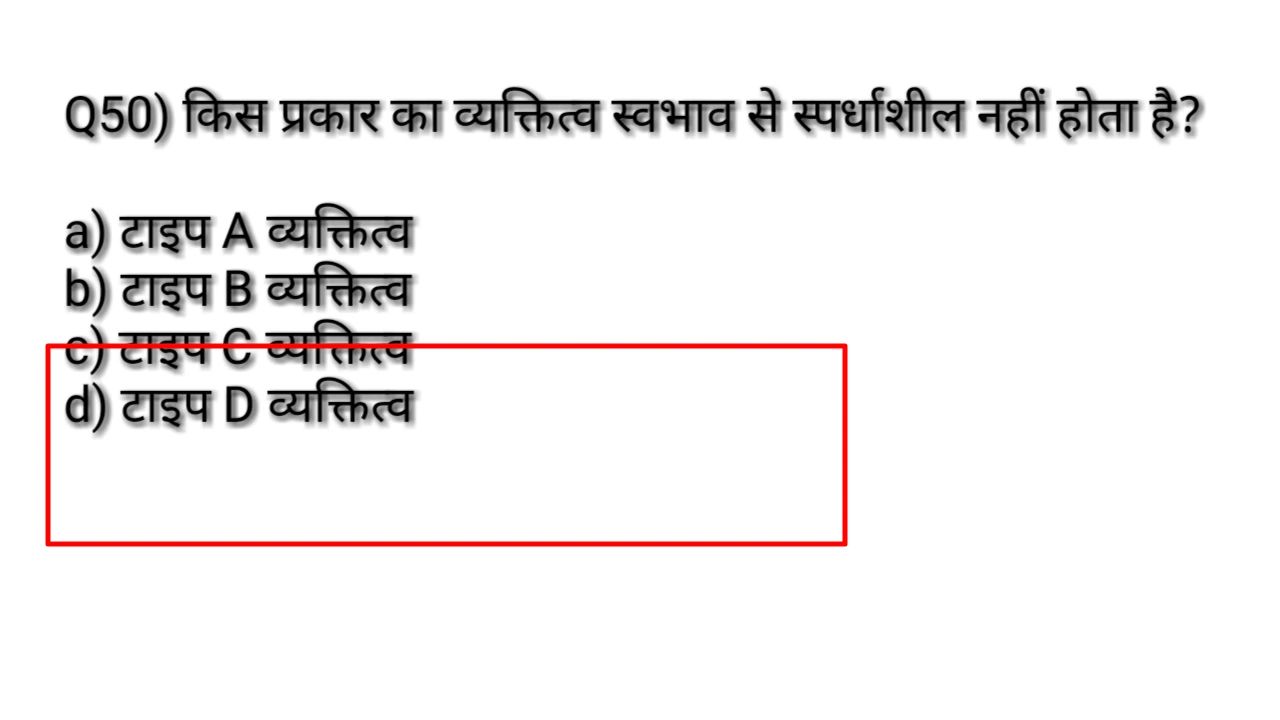 Q50) किस प्रकार का व्यक्तित्व स्वभाव से स्पर्धाशील नहीं होता है?
a) टाइप A व्यक्तित्व
b) टाइप B व्यक्तित्व
c) टाइप C व्यक्तित्व
d) टाइप D व्यक्तित्व